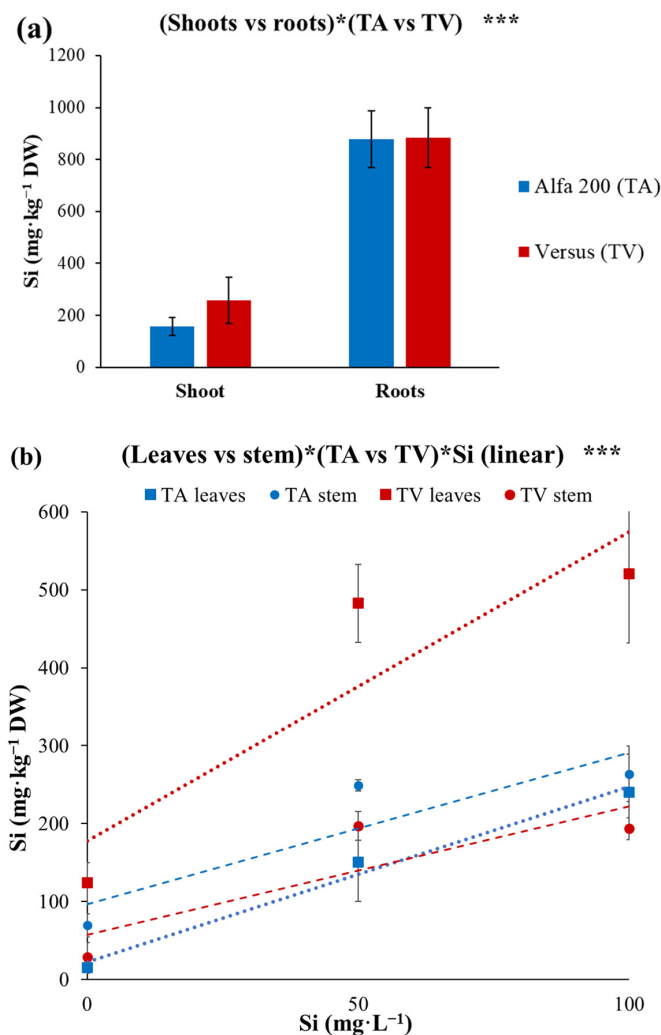 (a)
(Shoots vs roots)*(TA vs TV) ***
1200
1000
800
600
400
200
0
Si (mg·kg⁻¹ DW)
Shoot
Roots
Alfa 200 (TA)
Versus (TV)
(b)
(Leaves vs stem)*(TA vs TV)*Si (linear) ***
TA leaves TA stem TV leaves TV stem
600
500
400
300
200
100
0
Si (mg·kg⁻¹ DW)
0 50 100
Si (mg·L⁻¹)